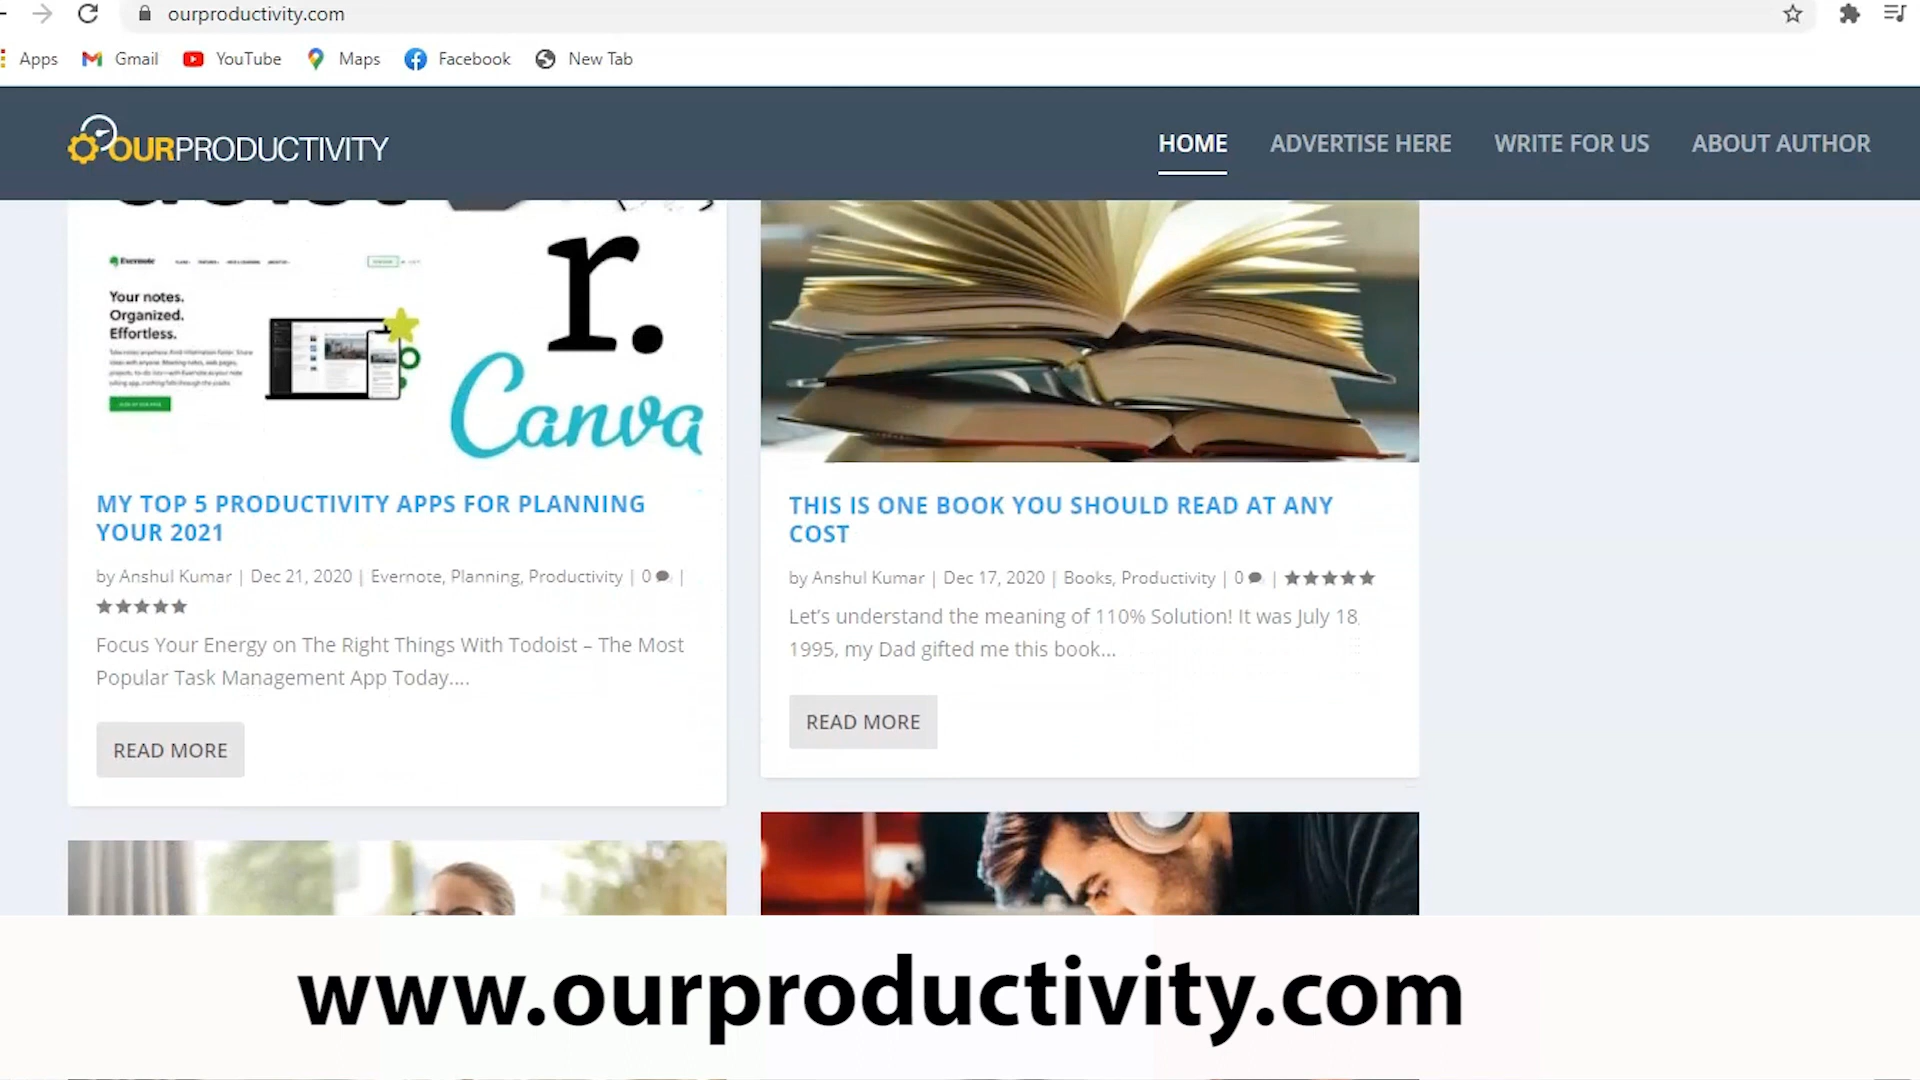 ourproductivity.com
Apps
Gmail
YouTube
Maps
Facebook
New Tab
OURPRODUCTIVITY
HOME
ADVERTISE HERE
WRITE FOR US
ABOUT AUTHOR
Evernote
Your notes.
Organized.
Effortless.
r.
Canva
MY TOP 5 PRODUCTIVITY APPS FOR PLANNING
YOUR 2021
by Anshul Kumar | Dec 21, 2020 | Evernote, Planning, Productivity | 0 |
Focus Your Energy on The Right Things With Todoist – The Most
Popular Task Management App Today....
READ MORE
THIS IS ONE BOOK YOU SHOULD READ AT ANY
COST
by Anshul Kumar | Dec 17, 2020 | Books, Productivity | 0 |
Let's understand the meaning of 110% Solution! It was July 18,
1995, my Dad gifted me this book...
READ MORE
www.ourproductivity.com